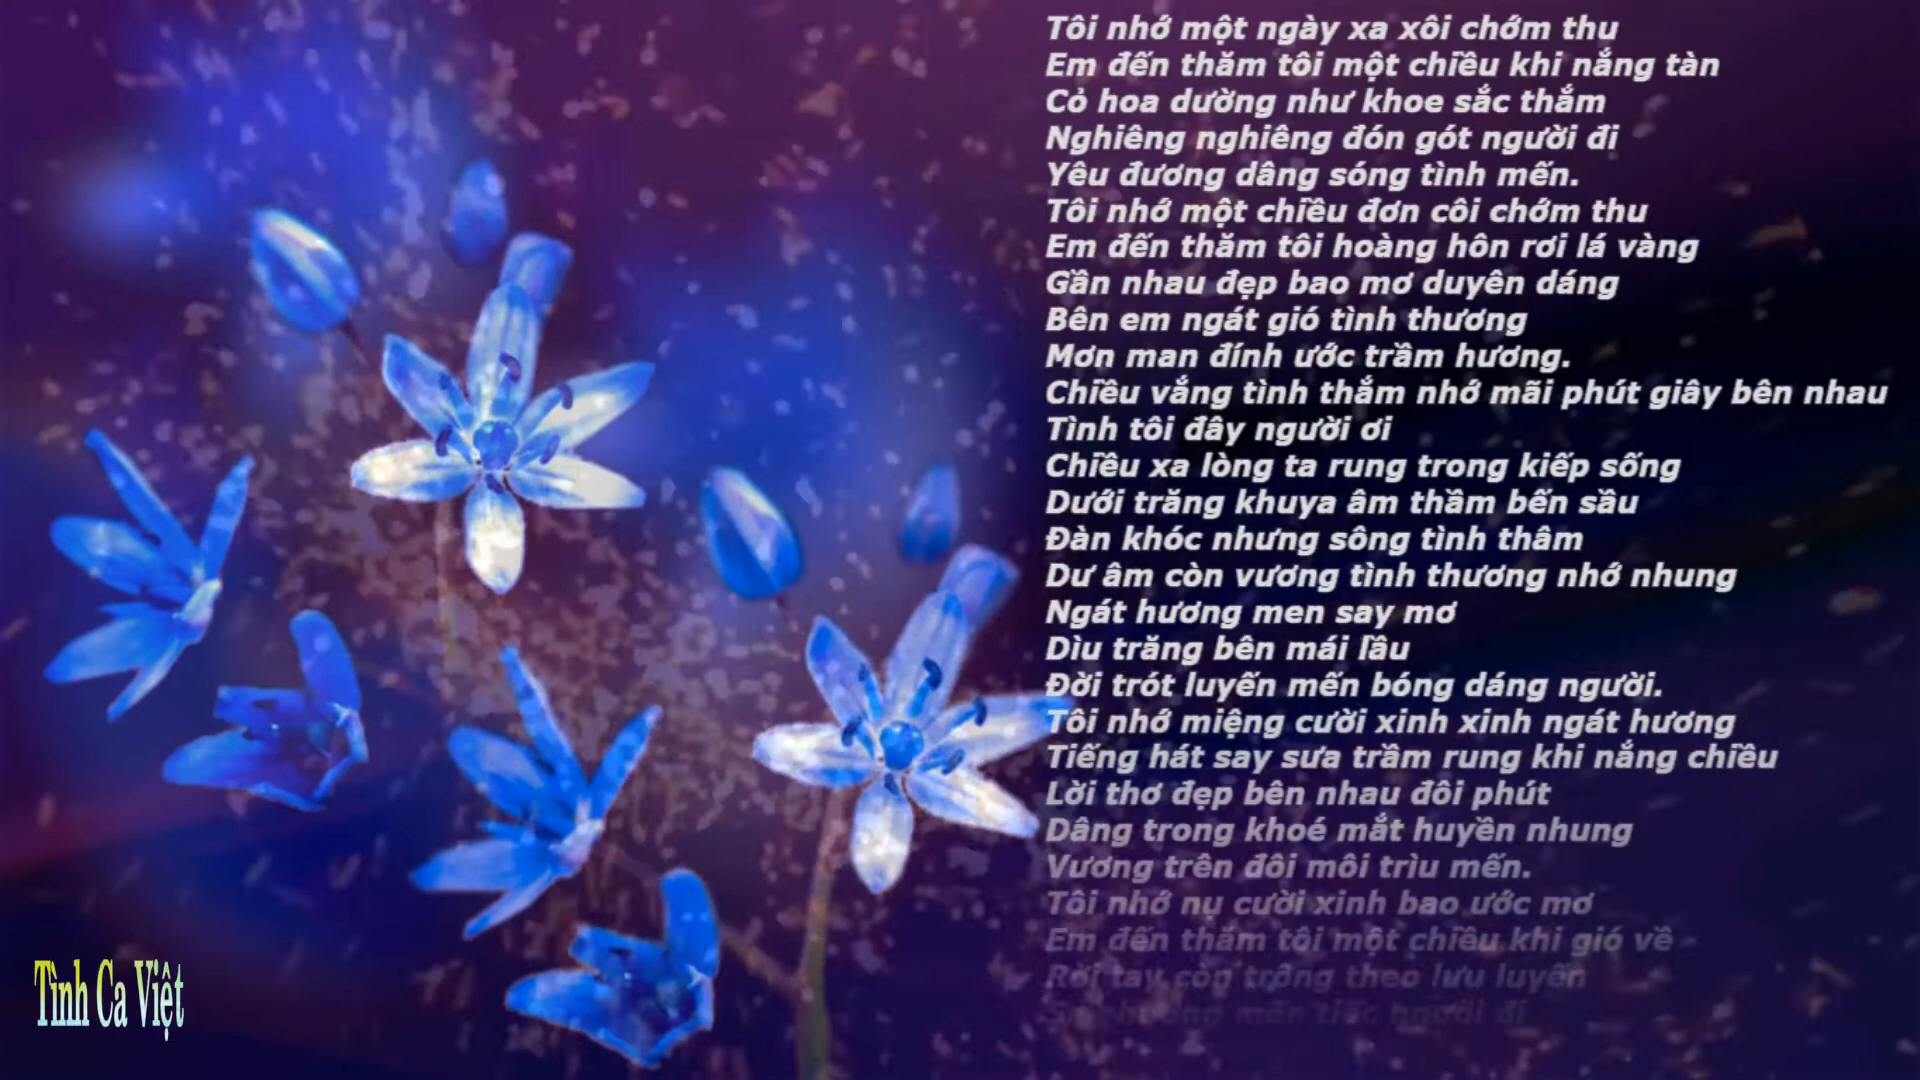 Tôi nhớ một ngày xa xôi chớm thu
Em đến thăm tôi một chiều khi nắng tàn
Cỏ hoa dường như khoe sắc thắm
Nghiêng nghiêng đón gót người đi
Yêu đương dâng sóng tình mến.
Tôi nhớ một chiều đơn côi chớm thu
Em đến thăm tôi hoàng hôn rơi lá vàng
Gần nhau đẹp bao mơ duyên dáng
Bên em ngát gió tình thương
Mơn man đính ước trầm hương.
Chiều vắng tình thắm nhớ mãi phút giây bên nhau
Tình tôi đây người ơi
Chiều xa lòng ta rung trong kiếp sống
Dưới trăng khuya âm thầm bến sầu
Đàn khóc nhưng sông tình thâm
Dư âm còn vương tình thương nhớ nhung
Ngát hương men say mơ
Dìu trăng bên mái lầu
Đời trót luyến mến bóng dáng người.
Tôi nhớ miệng cười xinh xinh ngát hương
Tiếng hát say sưa trầm rung khi nắng chiều
Lời thơ đẹp bên nhau đôi phút
Dâng trong khoé mắt huyền nhung
Vương trên đôi môi trìu mến.
Tôi nhớ nụ cười xinh bao ước mơ
Em đến thăm tôi một chiều khi gió về
Rời tay còn trông theo lưu luyến
người đi
Tình Ca Việt